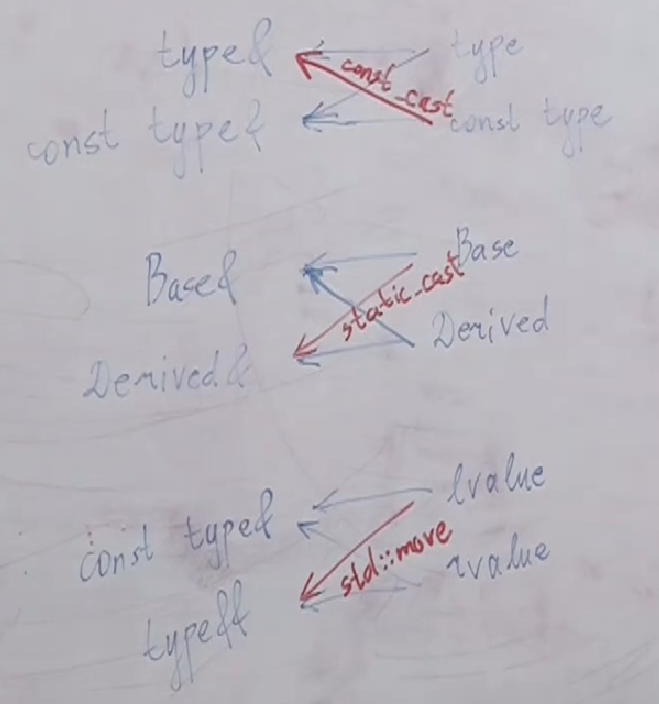 type& type
const_cast
const type& const type
Base& Base
static_cast
Derived& Derived
const type& lvalue
std::move
type&& rvalue